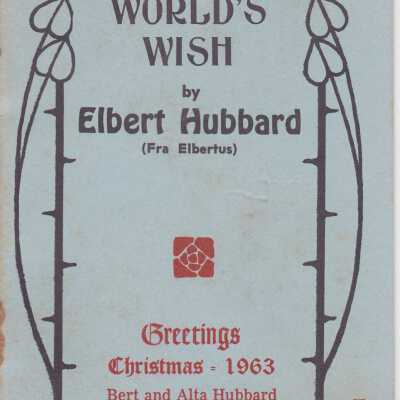 WORLD'S
WISH
by
Elbert Hubbard
(Fra Elbertus)
Greetings
Christmas - 1963
Bert and Alta Hubbard